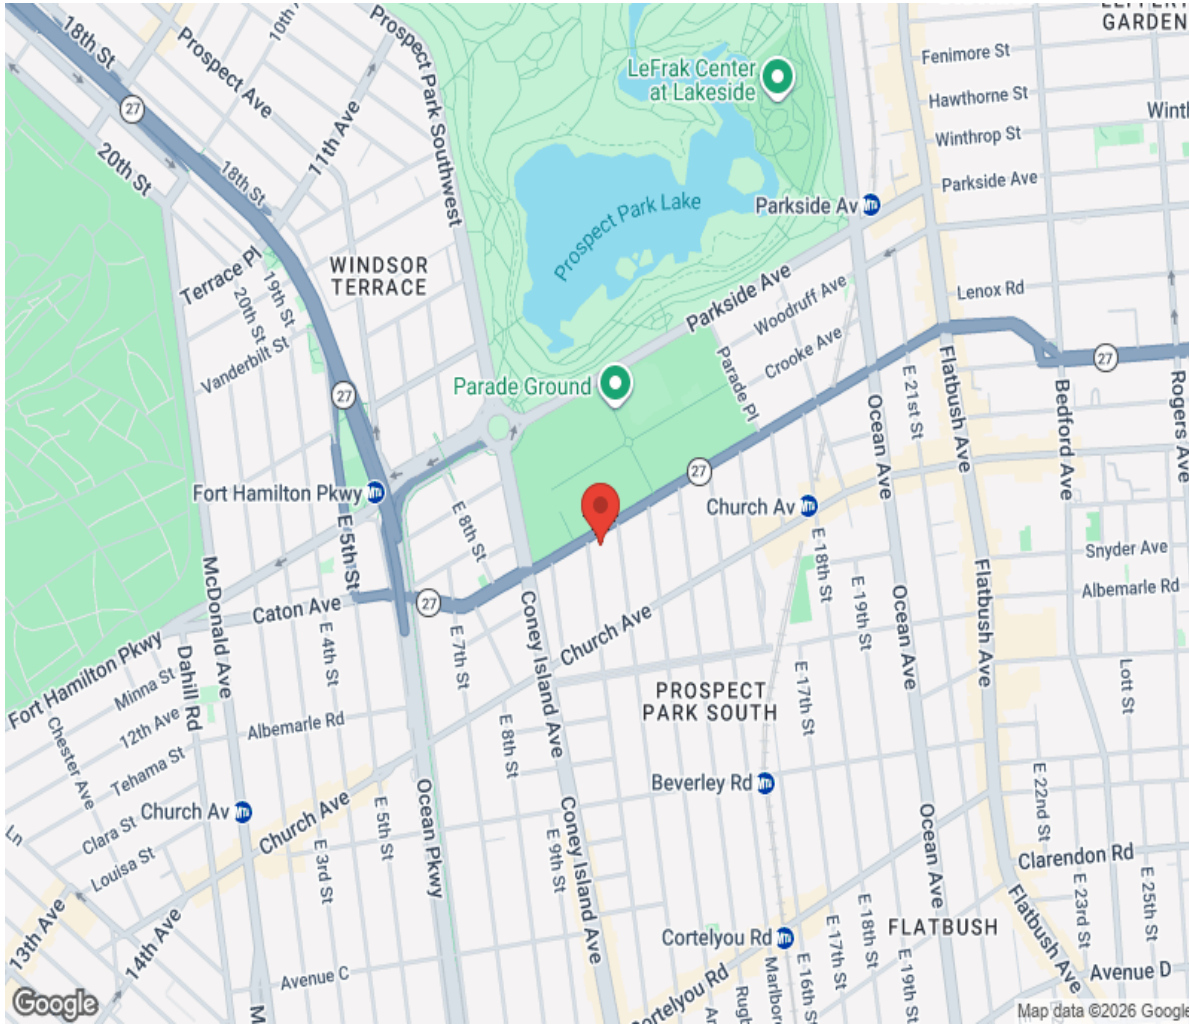 LEFFERT
GARDEN
18th St
Prospect Ave
10th A
Prospect Park Southwest
LeFrak Center
at Lakeside
Fenimore St
Hawthorne St
Wint
27
11th Ave
Winthrop St
20th St
18th St
Parkside Ave
Parkside Av
Prospect Park Lake
WINDSOR
TERRACE
Terrace Pl
20th St
19th St
Parkside Ave
Woodruff Ave
Lenox Rd
Vanderbilt St
Crooke Ave
Parade Pl
27
27
Parade Ground
Flatbush Ave
E 21st St
Ocean Ave
Bedford Ave
Rogers Ave
27
Fort Hamilton Pkwy
E 8th St
Church Av
E 5th St
E 18th St
Snyder Ave
McDonald Ave
Flatbush Ave
Albemarle Rd
E 19th St
Ocean Ave
Caton Ave
27
Coney Island Ave
Church Ave
Fort Hamilton Pkwy
Dahill Rd
E 4th St
E 7th St
Minna St
PROSPECT
PARK SOUTH
E 17th St
Lott St
12th Ave
Albemarle Rd
Chester Ave
Tehama St
E 8th St
Beverley Rd
Church Av
Church Ave
E 5th St
Ocean Pkwy
Coney Island Ave
Ocean Ave
E 22nd St
Ln
Clara St
Louisa St
E 3rd St
E 9th St
Clarendon Rd
E 23rd St
E 25th St
13th Ave
14th Ave
FLATBUSH
Flatbush Ave
Cortelyou Rd
E 17th St
E 18th St
E 19th St
Avenue C
Avenue D
Cortelyou Rd
Marlboro
E 16th St
Rugb
Ar
M
Google
Map data ©2026 Google